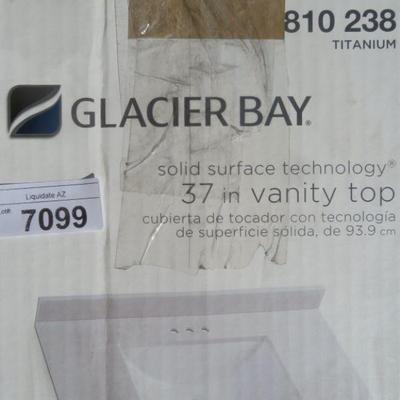 810 238
TITANIUM
GLACIER BAY®
solid surface technology®
37 in vanity top
cubierta de tocador con tecnología
de superficie sólida, de 93.9 cm
Liquidate AZ
Lot#
7099